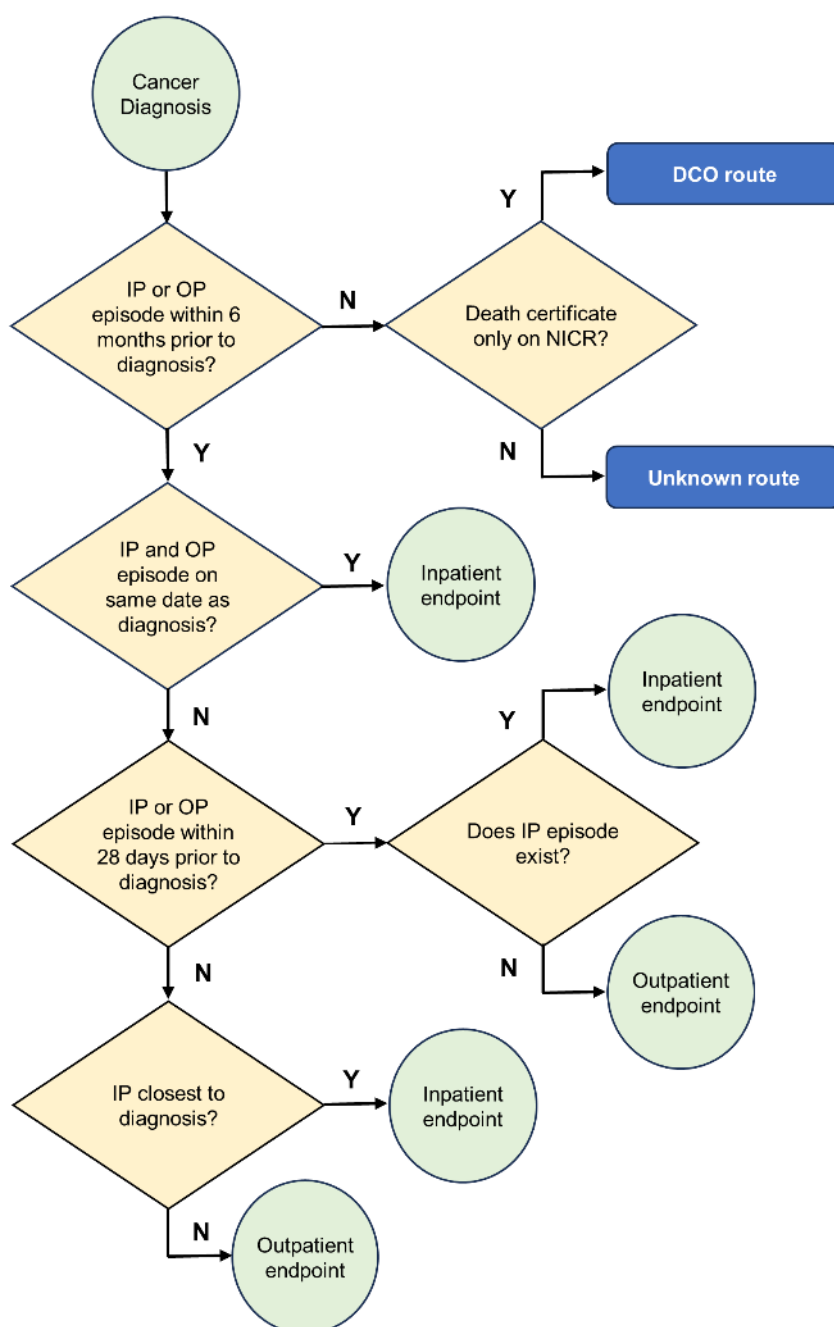 Cancer
Diagnosis
DCO route
Y
IP or OP
episode within 6
months prior to
diagnosis?
N
Death certificate
only on NICR?
Y
N
Unknown route
IP and OP
episode on
same date as
diagnosis?
Y
Inpatient
endpoint
Inpatient
endpoint
N
Y
IP or OP
episode within
28 days prior to
diagnosis?
Y
Does IP episode
exist?
N
N
Outpatient
endpoint
IP closest to
diagnosis?
Y
Inpatient
endpoint
N
Outpatient
endpoint